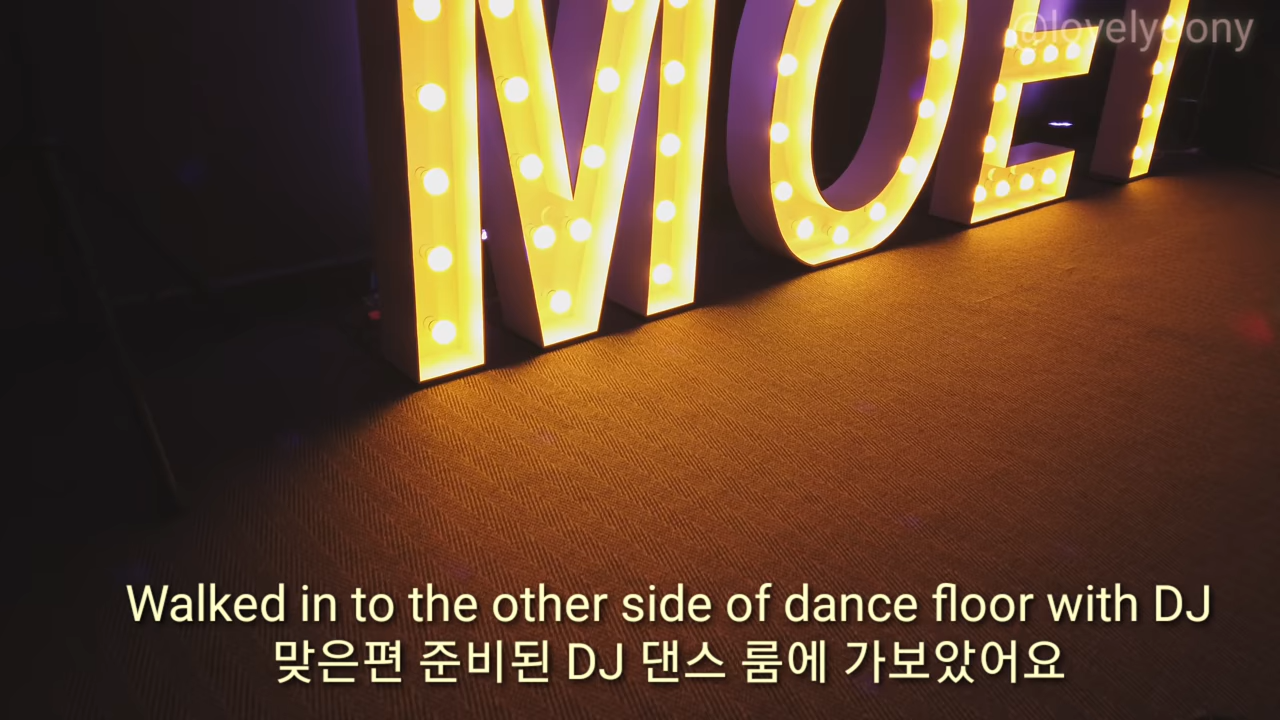 @lovelysony
MOET
Walked in to the other side of dance floor with DJ
맞은편 준비된 DJ 댄스 룸에 가보았어요